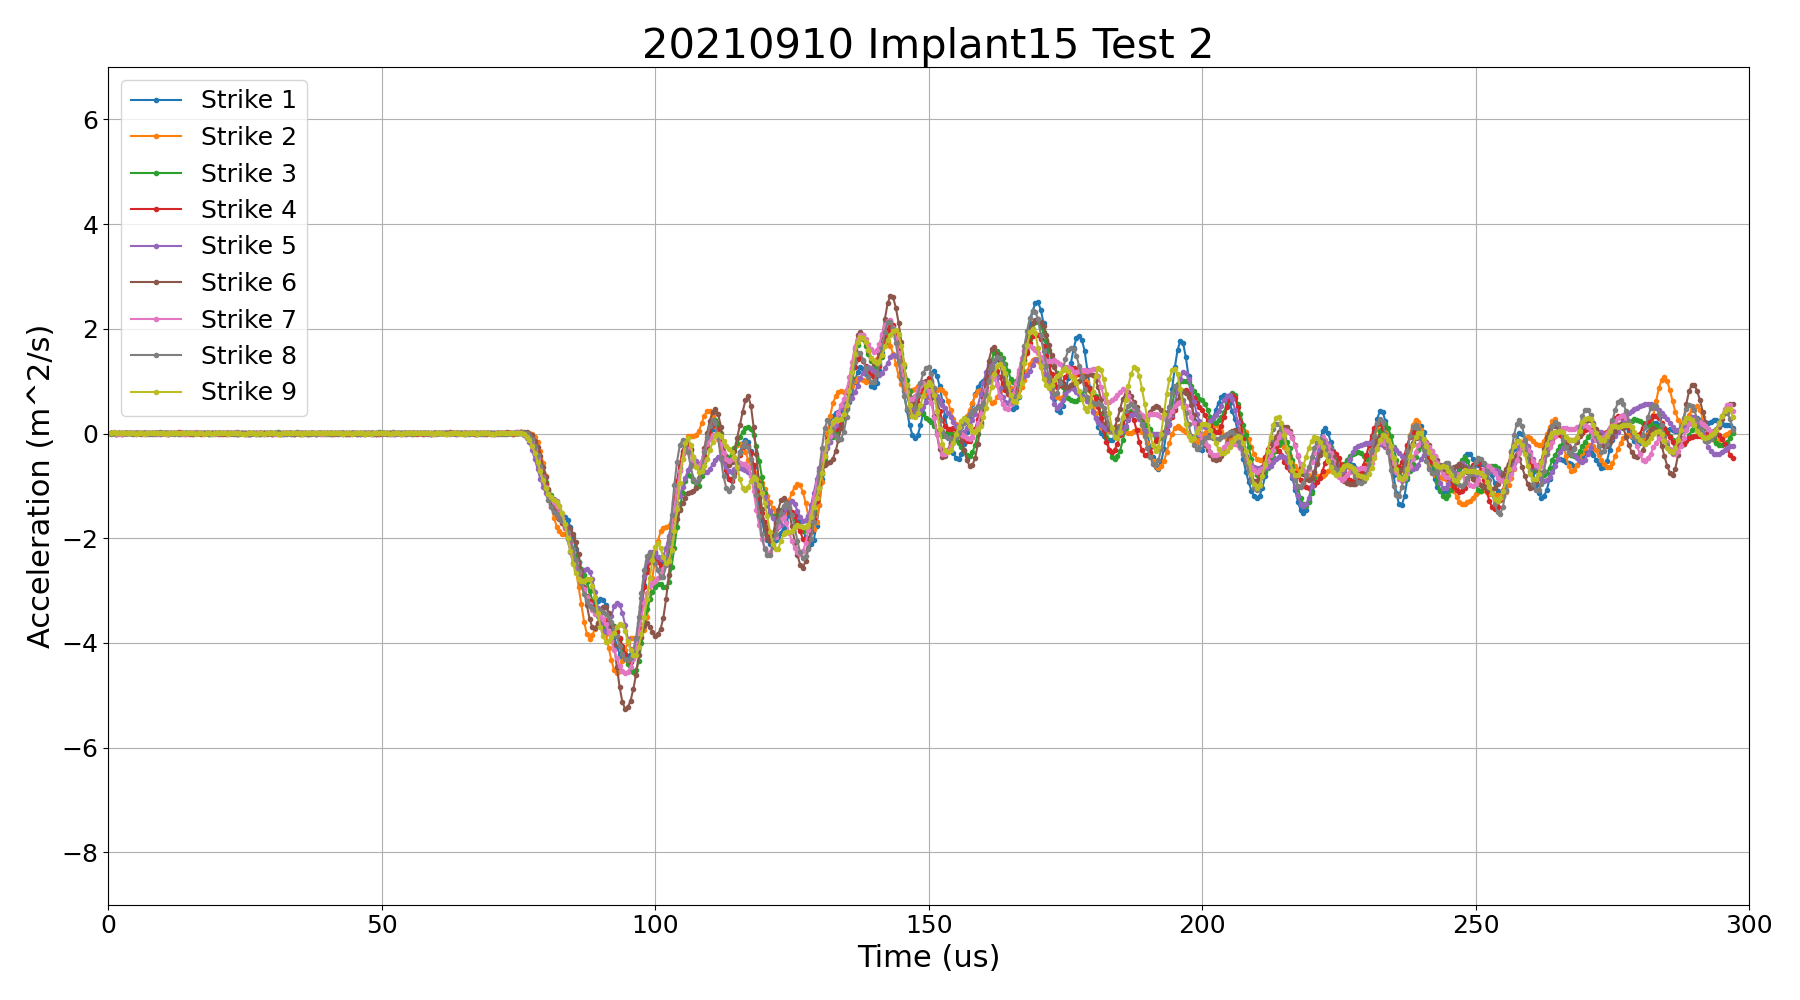 20210910 Implant15 Test 2
Strike 1
Strike 2
Strike 3
Strike 4
Strike 5
Strike 6
Strike 7
Strike 8
Strike 9
Acceleration (m^2/s)
6
4
2
0
−2
−4
−6
−8
0 50 100 150 200 250 300
Time (us)